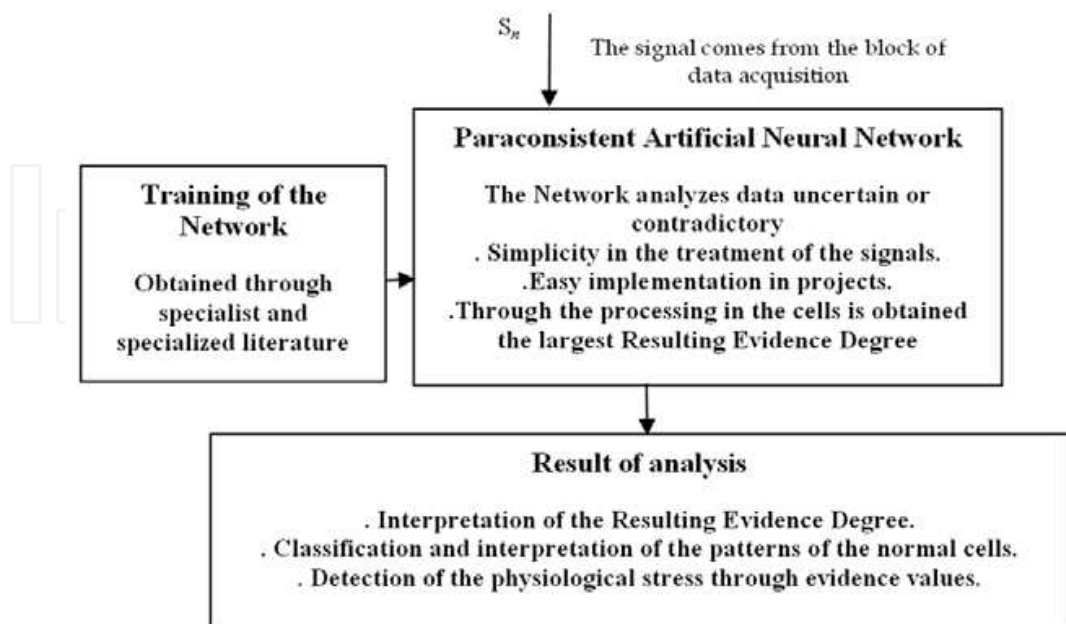 Sn
The signal comes from the block of
data acquisition
Paraconsistent Artificial Neural Network
The Network analyzes data uncertain or
contradictory
. Simplicity in the treatment of the signals.
.Easy implementation in projects.
.Through the processing in the cells is obtained
the largest Resulting Evidence Degree
Training of the
Network
Obtained through
specialist and
specialized literature
Result of analysis
. Interpretation of the Resulting Evidence Degree.
. Classification and interpretation of the patterns of the normal cells.
. Detection of the physiological stress through evidence values.